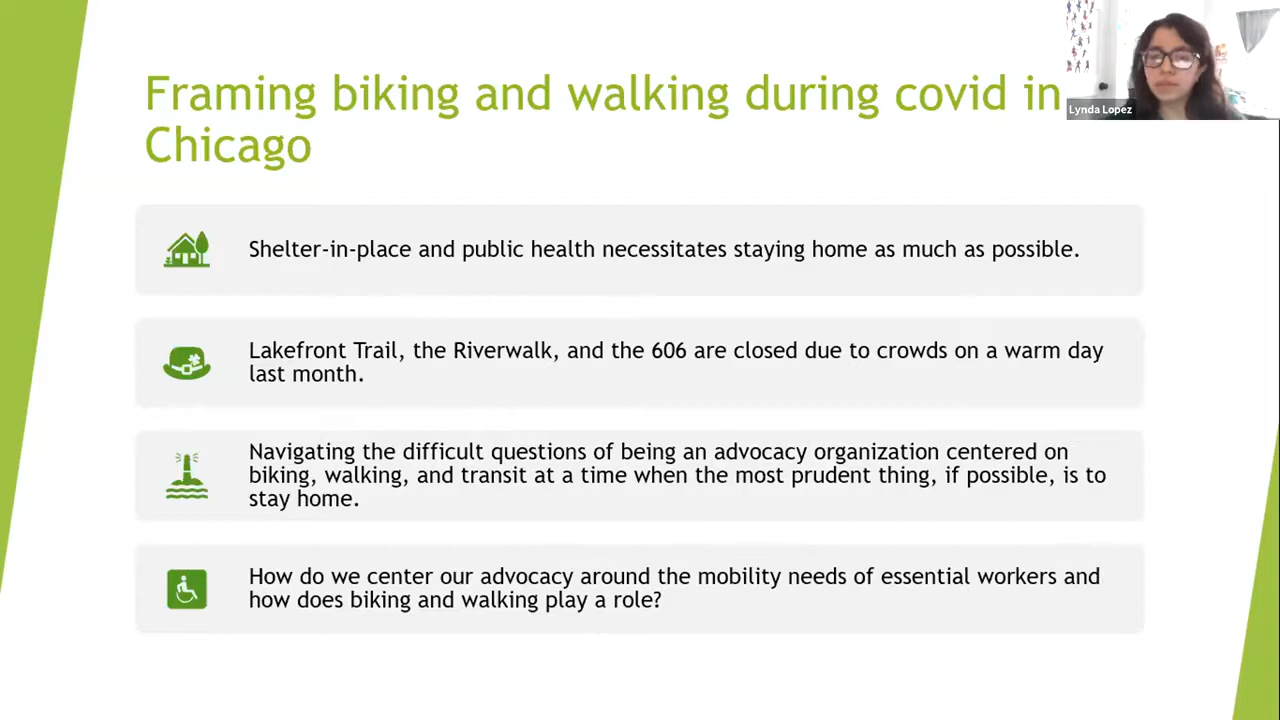 Framing biking and walking during covid in
Chicago
Lynda Lopez
Shelter-in-place and public health necessitates staying home as much as possible.
Lakefront Trail, the Riverwalk, and the 606 are closed due to crowds on a warm day
last month.
Navigating the difficult questions of being an advocacy organization centered on
biking, walking, and transit at a time when the most prudent thing, if possible, is to
stay home.
How do we center our advocacy around the mobility needs of essential workers and
how does biking and walking play a role?